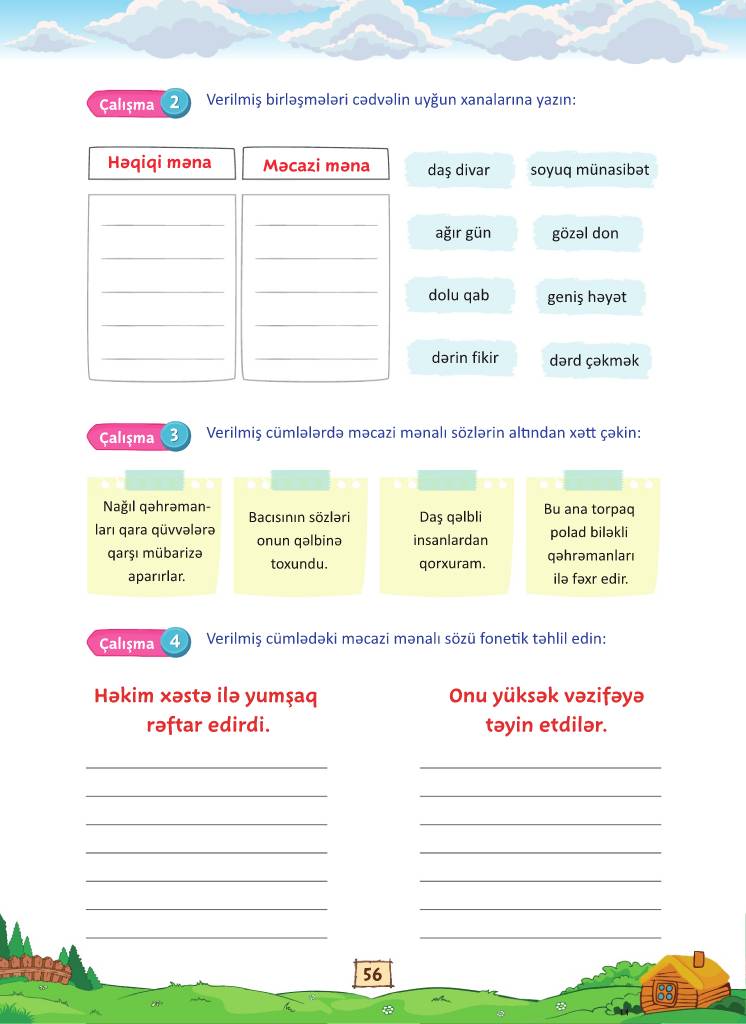 Çalışma 2
Verilmiş birləşmələri cədvəlin uyğun xanalarına yazın:
Həqiqi məna
Məcazi məna
daş divar
soyuq münasibət
ağır gün
gözəl don
dolu qab
geniş həyət
dərin fikir
dərd çəkmək
Çalışma 3
Verilmiş cümlələrdə məcazi mənalı sözlərin altından xətt çəkin:
Nağıl qəhrəman-
ları qara qüvvələrə
qarşı mübarizə
aparırlar.
Bacısının sözləri
onun qəlbinə
toxundu.
Daş qəlbli
insanlardan
qorxuram.
Bu ana torpaq
polad biləkli
qəhrəmanları
ilə fəxr edir.
Çalışma 4
Verilmiş cümlədəki məcazi mənalı sözü fonetik təhlil edin:
Həkim xəstə ilə yumşaq
rəftar edirdi.
Onu yüksək vəzifəyə
təyin etdilər.
56